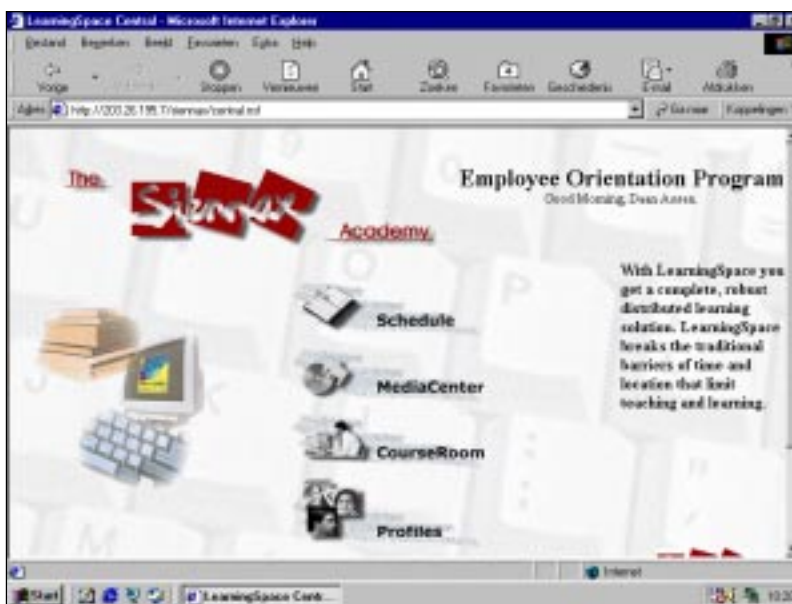 LearningSpace Central - Microsoft Internet Explorer
Bestand Bewerken Beeld Favorieten Extra Help
Vorige Stoppen Vernieuwen Start Zoeken Favorieten Geschiedenis E-mail Afdrukken
Adres Ga naar Koppelingen
The Siennax Academy
Employee Orientation Program
Good Morning, Dean
With LearningSpace you
get a complete, robust
distributed learning
solution. LearningSpace
breaks the traditional
barriers of time and
location that limit
teaching and learning.
Schedule
MediaCenter
CourseRoom
Profiles
Internet
Start LearningSpace Centr...